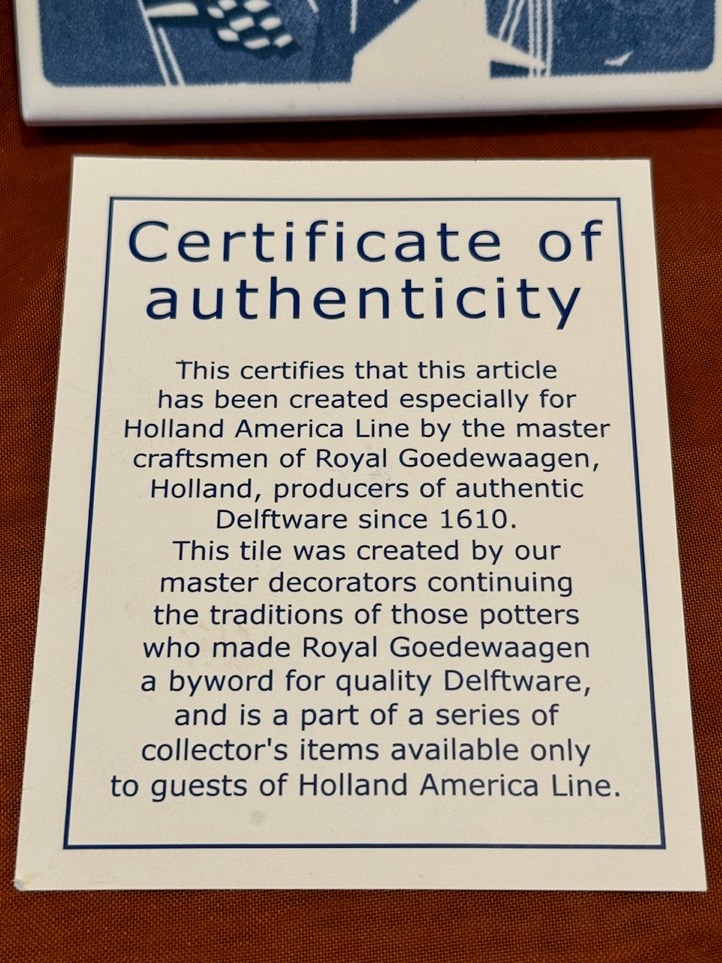 Certificate of
authenticity
This certifies that this article
has been created especially for
Holland America Line by the master
craftsmen of Royal Goedewaagen,
Holland, producers of authentic
Delftware since 1610.
This tile was created by our
master decorators continuing
the traditions of those potters
who made Royal Goedewaagen
a byword for quality Delftware,
and is a part of a series of
collector's items available only
to guests of Holland America Line.